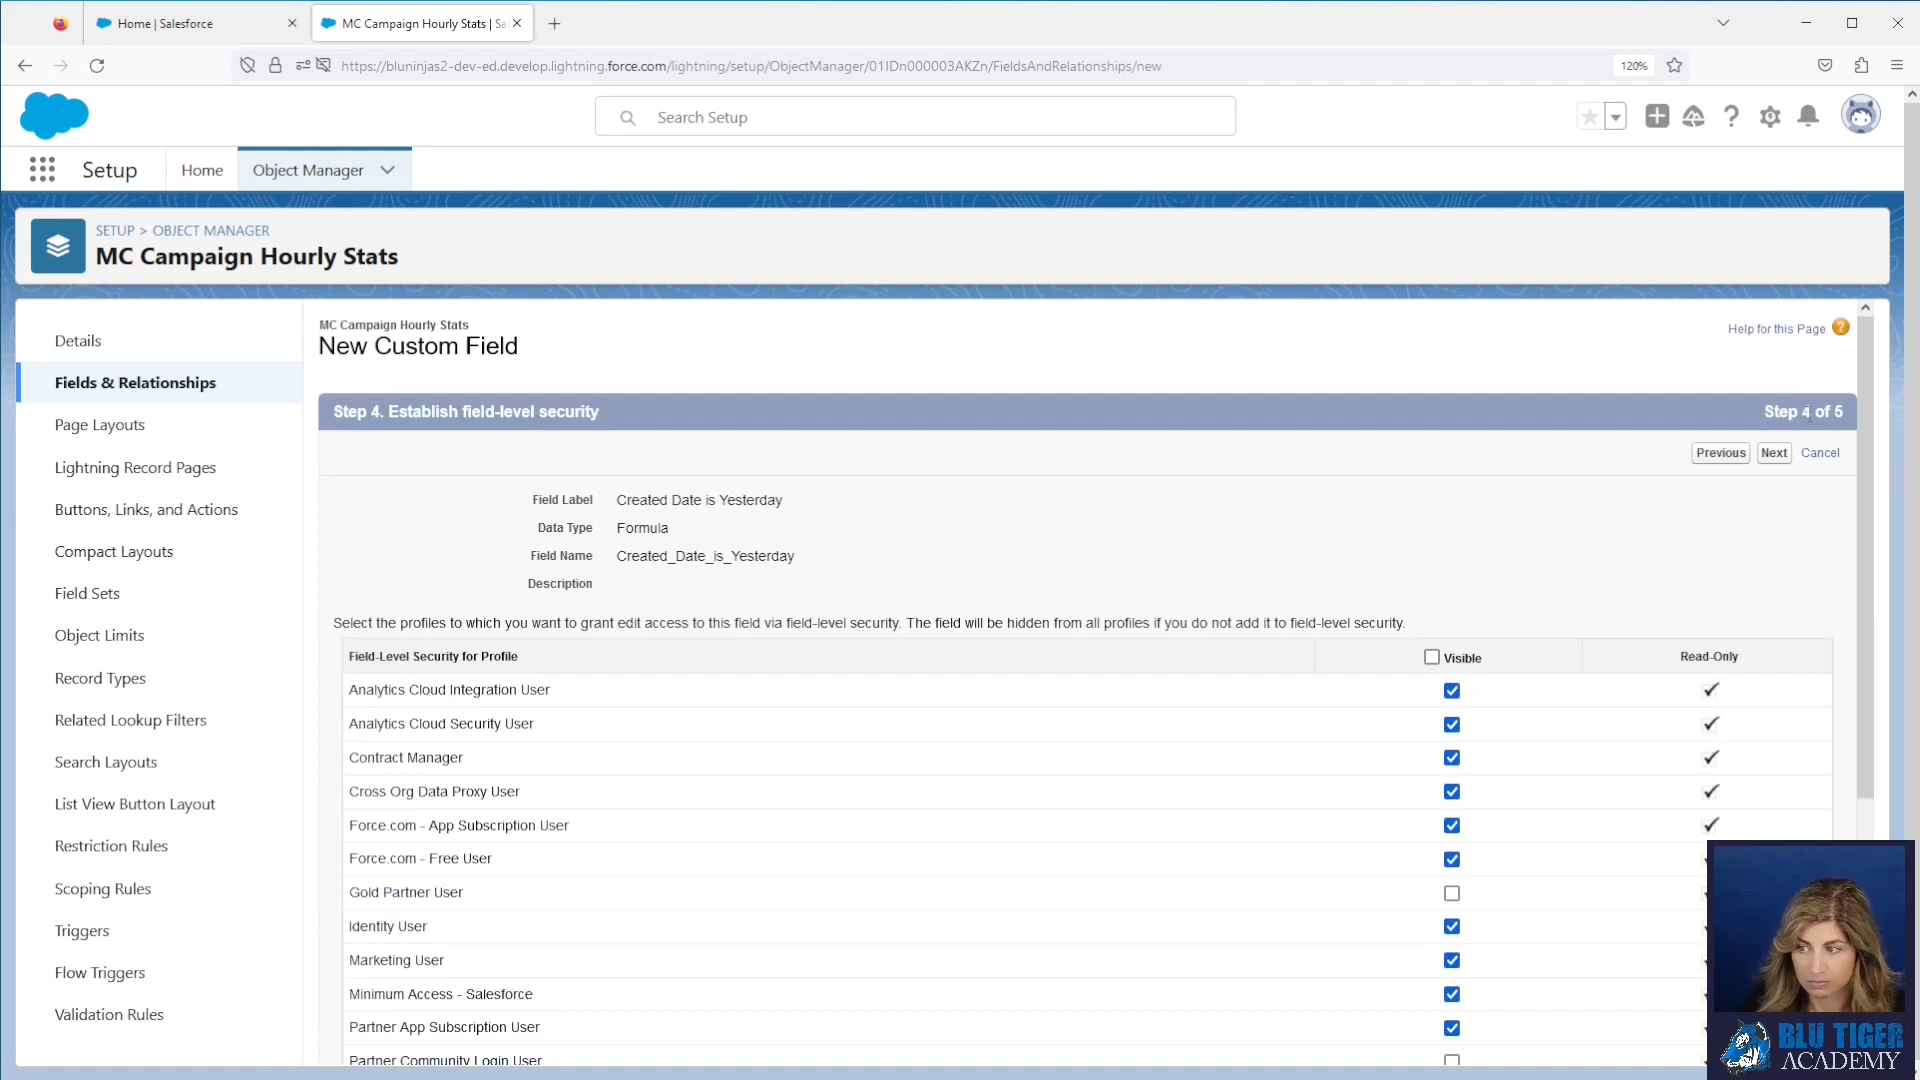 Home | Salesforce
MC Campaign Hourly Stats | Sa
https://bluninjas2-dev-ed.develop.lightning.force.com/lightning/setup/ObjectManager/01IDn000003AKZn/FieldsAndRelationships/new
120%
Search Setup
Setup
Home
Object Manager
SETUP > OBJECT MANAGER
MC Campaign Hourly Stats
Details
Fields & Relationships
Page Layouts
Lightning Record Pages
Buttons, Links, and Actions
Compact Layouts
Field Sets
Object Limits
Record Types
Related Lookup Filters
Search Layouts
List View Button Layout
Restriction Rules
Scoping Rules
Triggers
Flow Triggers
Validation Rules
MC Campaign Hourly Stats
New Custom Field
Help for this Page
Step 4. Establish field-level security
Step 4 of 5
Previous Next Cancel
Field Label Created Date is Yesterday
Data Type Formula
Field Name Created_Date_is_Yesterday
Description
Select the profiles to which you want to grant edit access to this field via field-level security. The field will be hidden from all profiles if you do not add it to field-level security.
Field-Level Security for Profile Visible Read-Only
Analytics Cloud Integration User
Analytics Cloud Security User
Contract Manager
Cross Org Data Proxy User
Force.com - App Subscription User
Force.com - Free User
Gold Partner User
Identity User
Marketing User
Minimum Access - Salesforce
Partner App Subscription User
Partner Community Login User
BLU TIGER
ACADEMY